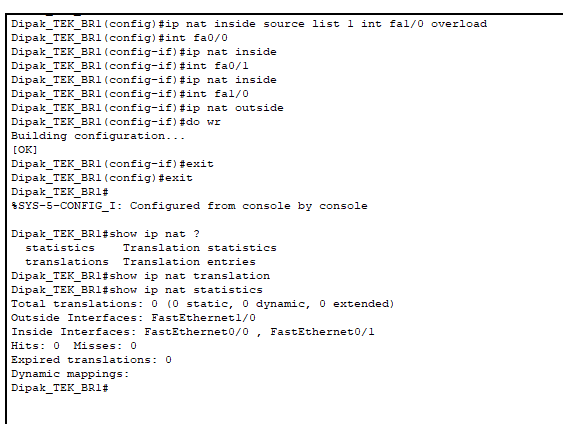 Dipak_TEK_BR1(config)#ip nat inside source list 1 int fa1/0 overload
Dipak_TEK_BR1(config)#int fa0/0
Dipak_TEK_BR1(config-if)#ip nat inside
Dipak_TEK_BR1(config-if)#int fa0/1
Dipak_TEK_BR1(config-if)#ip nat inside
Dipak_TEK_BR1(config-if)#int fa1/0
Dipak_TEK_BR1(config-if)#ip nat outside
Dipak_TEK_BR1(config-if)#do wr
Building configuration...
[OK]
Dipak_TEK_BR1(config-if)#exit
Dipak_TEK_BR1(config)#exit
Dipak_TEK_BR1#
%SYS-5-CONFIG_I: Configured from console by console
Dipak_TEK_BR1#show ip nat ?
  statistics    Translation statistics
  translations  Translation entries
Dipak_TEK_BR1#show ip nat translation
Dipak_TEK_BR1#show ip nat statistics
Total translations: 0 (0 static, 0 dynamic, 0 extended)
Outside Interfaces: FastEthernet1/0
Inside Interfaces: FastEthernet0/0 , FastEthernet0/1
Hits: 0  Misses: 0
Expired translations: 0
Dynamic mappings:
Dipak_TEK_BR1#